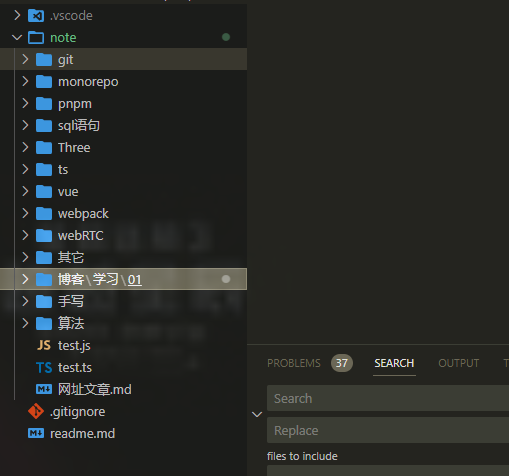 .vscode
note
git
monorepo
pnpm
sql语句
Three
ts
vue
webpack
webRTC
其它
博客\学习\01
手写
算法
JS test.js
TS test.ts
网址文章.md
.gitignore
readme.md
PROBLEMS 37 SEARCH OUTPUT
Search
Replace
files to include